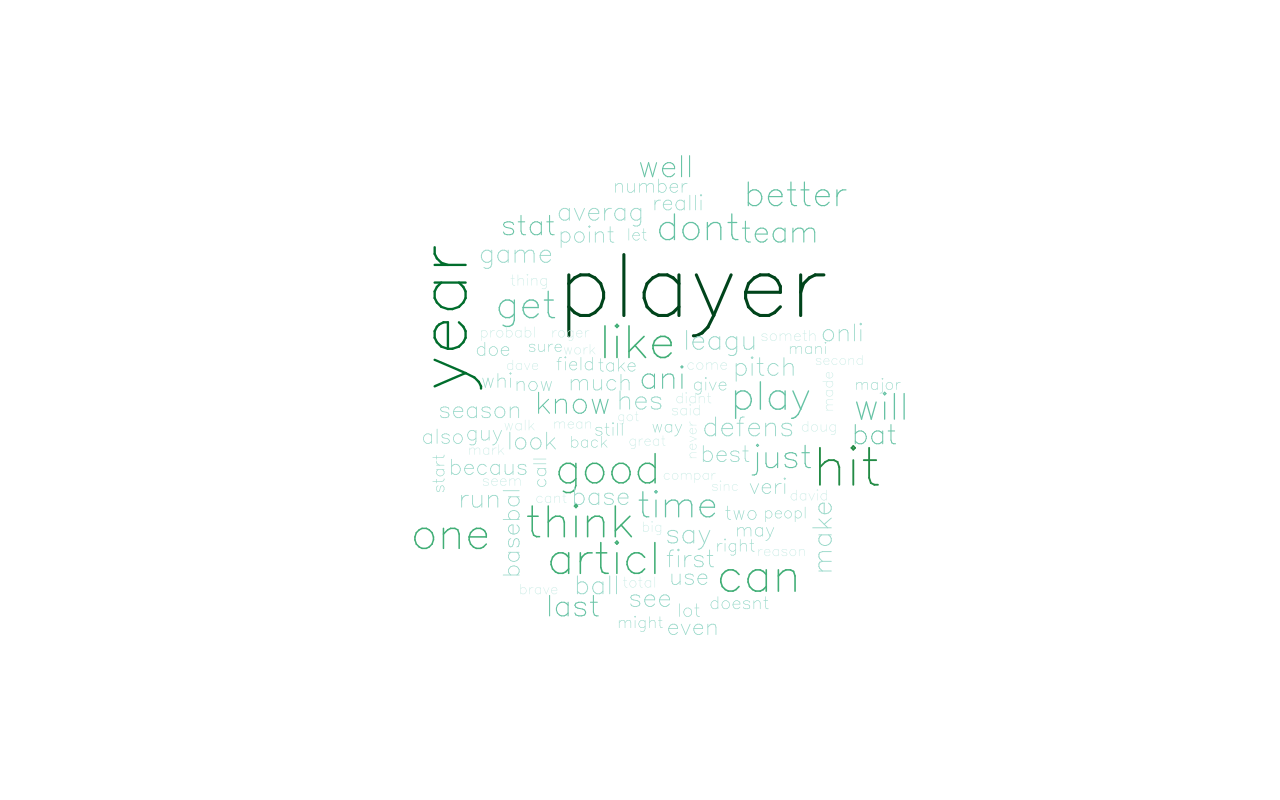 well
number
better
realli
averag
stat
dont
team
point
let
game
year
player
thing
get
probabl
roger
like
leagu
someth
onli
doe
sure
work
mani
second
dave
field
take
come
pitch
major
whi
now
much
ani
give
made
know
hes
didnt
play
will
season
got
said
walk
mean
still
way
defens
doug
bat
also
guy
look
back
great
never
mark
best
just
hit
start
becaus
call
good
compar
seem
sinc
veri
run
cant
base
time
david
baseball
think
two
peopl
make
one
big
say
may
articl
right
reason
first
can
ball
total
use
brave
last
see
lot
doesnt
might
even